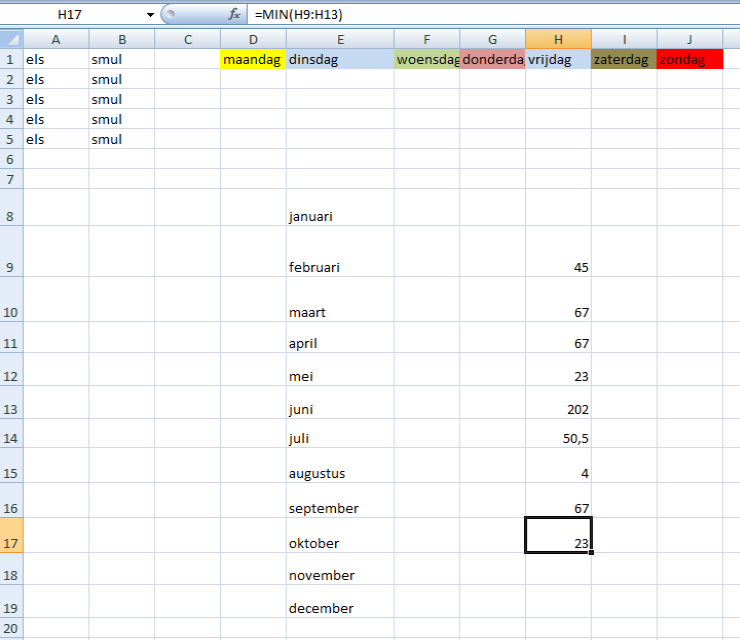 H17 fx =MIN(H9:H13)
A B C D E F G H I J
1 els smul maandag dinsdag woensdag donderda vrijdag zaterdag zondag
2 els smul
3 els smul
4 els smul
5 els smul
6
7
8 januari
9 februari 45
10 maart 67
11 april 67
12 mei 23
13 juni 202
14 juli 50,5
15 augustus 4
16 september 67
17 oktober 23
18 november
19 december
20